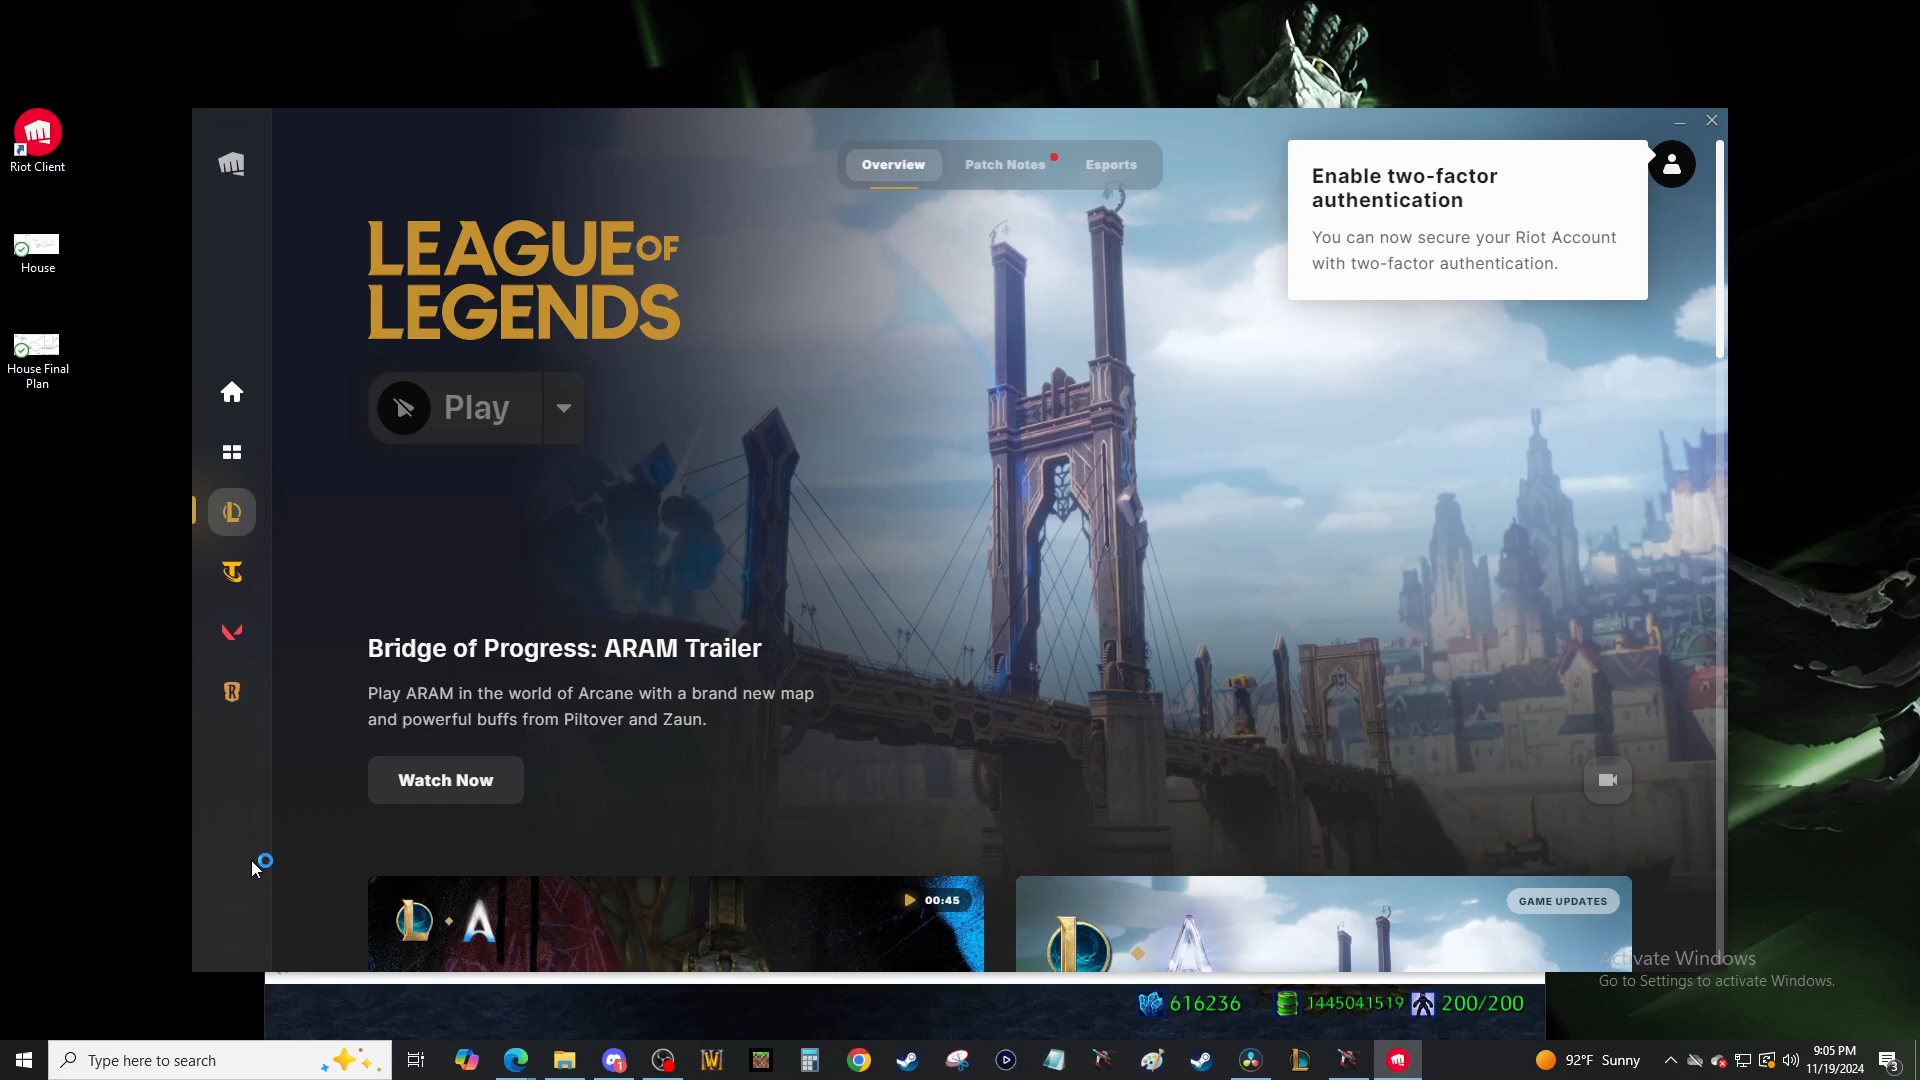 Riot Client
House
House Final
Plan
Overview
Patch Notes
Esports
Enable two-factor
authentication
You can now secure your Riot Account
with two-factor authentication.
LEAGUE OF
LEGENDS
Play
Bridge of Progress: ARAM Trailer
Play ARAM in the world of Arcane with a brand new map
and powerful buffs from Piltover and Zaun.
Watch Now
00:45
GAME UPDATES
Activate Windows
Go to Settings to activate Windows.
616236
1445041519
200/200
Type here to search
92°F Sunny
9:05 PM
11/19/2024